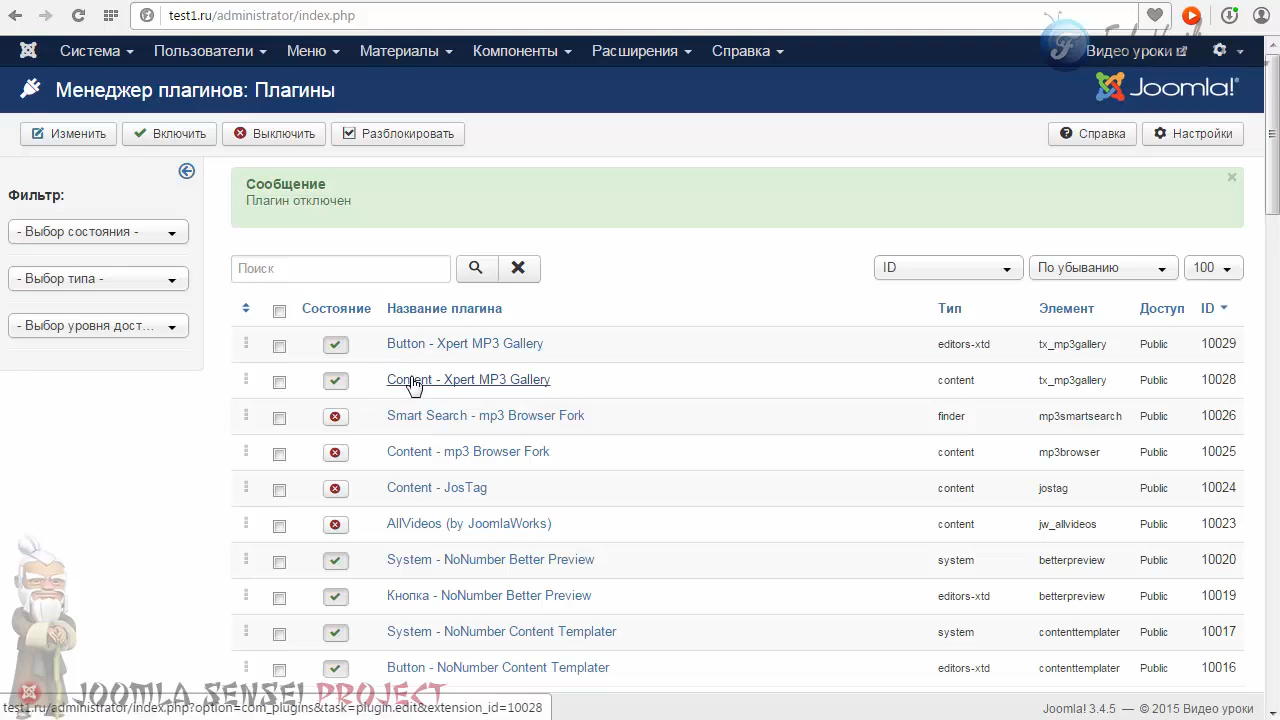 test1.ru/administrator/index.php
Система Пользователи Меню Материалы Компоненты Расширения Справка Видео уроки
Менеджер плагинов: Плагины Joomla!
Изменить Включить Выключить Разблокировать Справка Настройки
Фильтр:
- Выбор состояния -
- Выбор типа -
- Выбор уровня дост...
Сообщение
Плагин отключен
Поиск ID По убыванию 100
Состояние Название плагина Тип Элемент Доступ ID
Button - Xpert MP3 Gallery editors-xtd tx_mp3gallery Public 10029
Content - Xpert MP3 Gallery content tx_mp3gallery Public 10028
Smart Search - mp3 Browser Fork finder mp3smartsearch Public 10026
Content - mp3 Browser Fork content mp3browser Public 10025
Content - JosTag content jostag Public 10024
AllVideos (by JoomlaWorks) content jw_allvideos Public 10023
System - NoNumber Better Preview system betterpreview Public 10020
Кнопка - NoNumber Better Preview editors-xtd betterpreview Public 10019
System - NoNumber Content Templater system contenttemplater Public 10017
Button - NoNumber Content Templater editors-xtd contenttemplater Public 10016
JOOMLA SENSEI PROJECT
test1.ru/administrator/index.php?option=com_plugins&task=plugin.edit&extension_id=10028
Joomla! 3.4.5 — © 2015 Видео уроки